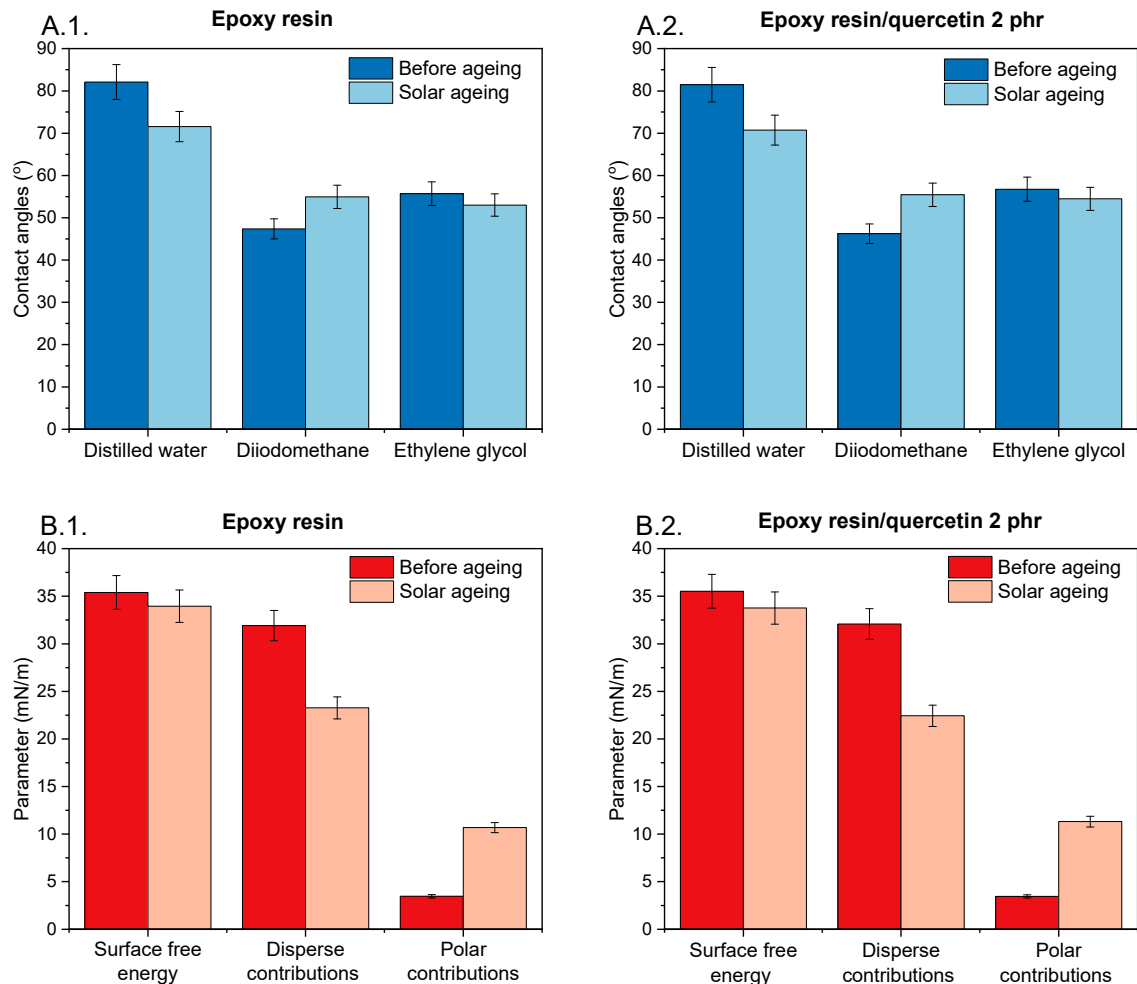 A.1.
Epoxy resin
Before ageing
Solar ageing
Contact angles (°)
90
80
70
60
50
40
30
20
10
0
Distilled water
Diiodomethane
Ethylene glycol
A.2.
Epoxy resin/quercetin 2 phr
Before ageing
Solar ageing
Contact angles (°)
90
80
70
60
50
40
30
20
10
0
Distilled water
Diiodomethane
Ethylene glycol
B.1.
Epoxy resin
Before ageing
Solar ageing
Parameter (mN/m)
40
35
30
25
20
15
10
5
0
Surface free
energy
Disperse
contributions
Polar
contributions
B.2.
Epoxy resin/quercetin 2 phr
Before ageing
Solar ageing
Parameter (mN/m)
40
35
30
25
20
15
10
5
0
Surface free
energy
Disperse
contributions
Polar
contributions